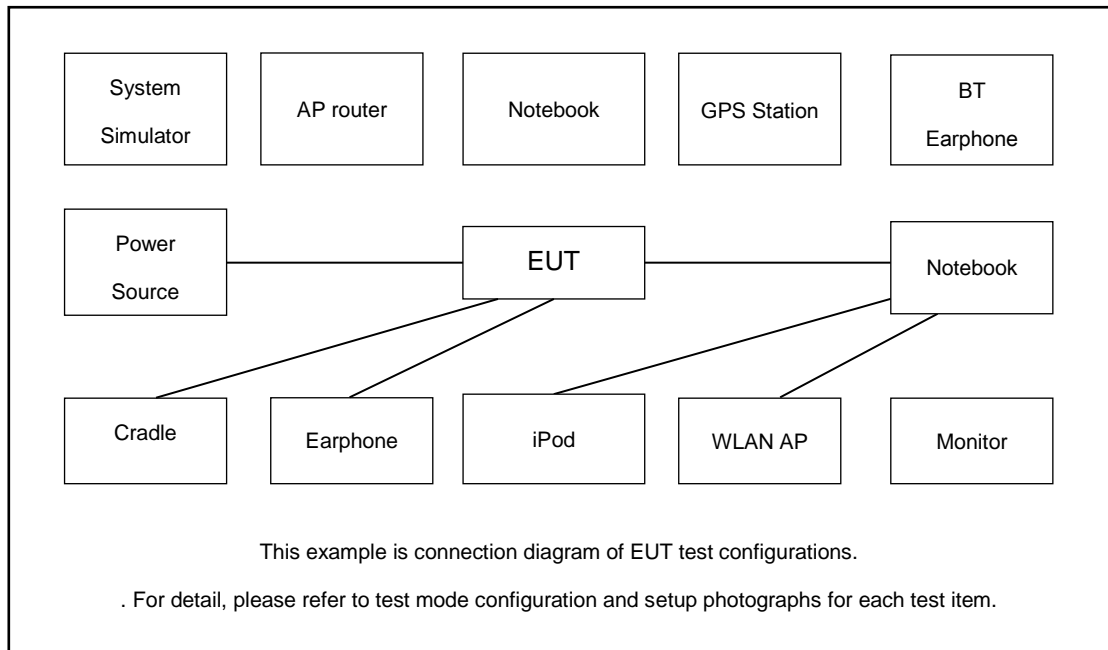 System
Simulator
AP router
Notebook
GPS Station
BT
Earphone
Power
Source
EUT
Notebook
Cradle
Earphone
iPod
WLAN AP
Monitor
This example is connection diagram of EUT test configurations.
. For detail, please refer to test mode configuration and setup photographs for each test item.